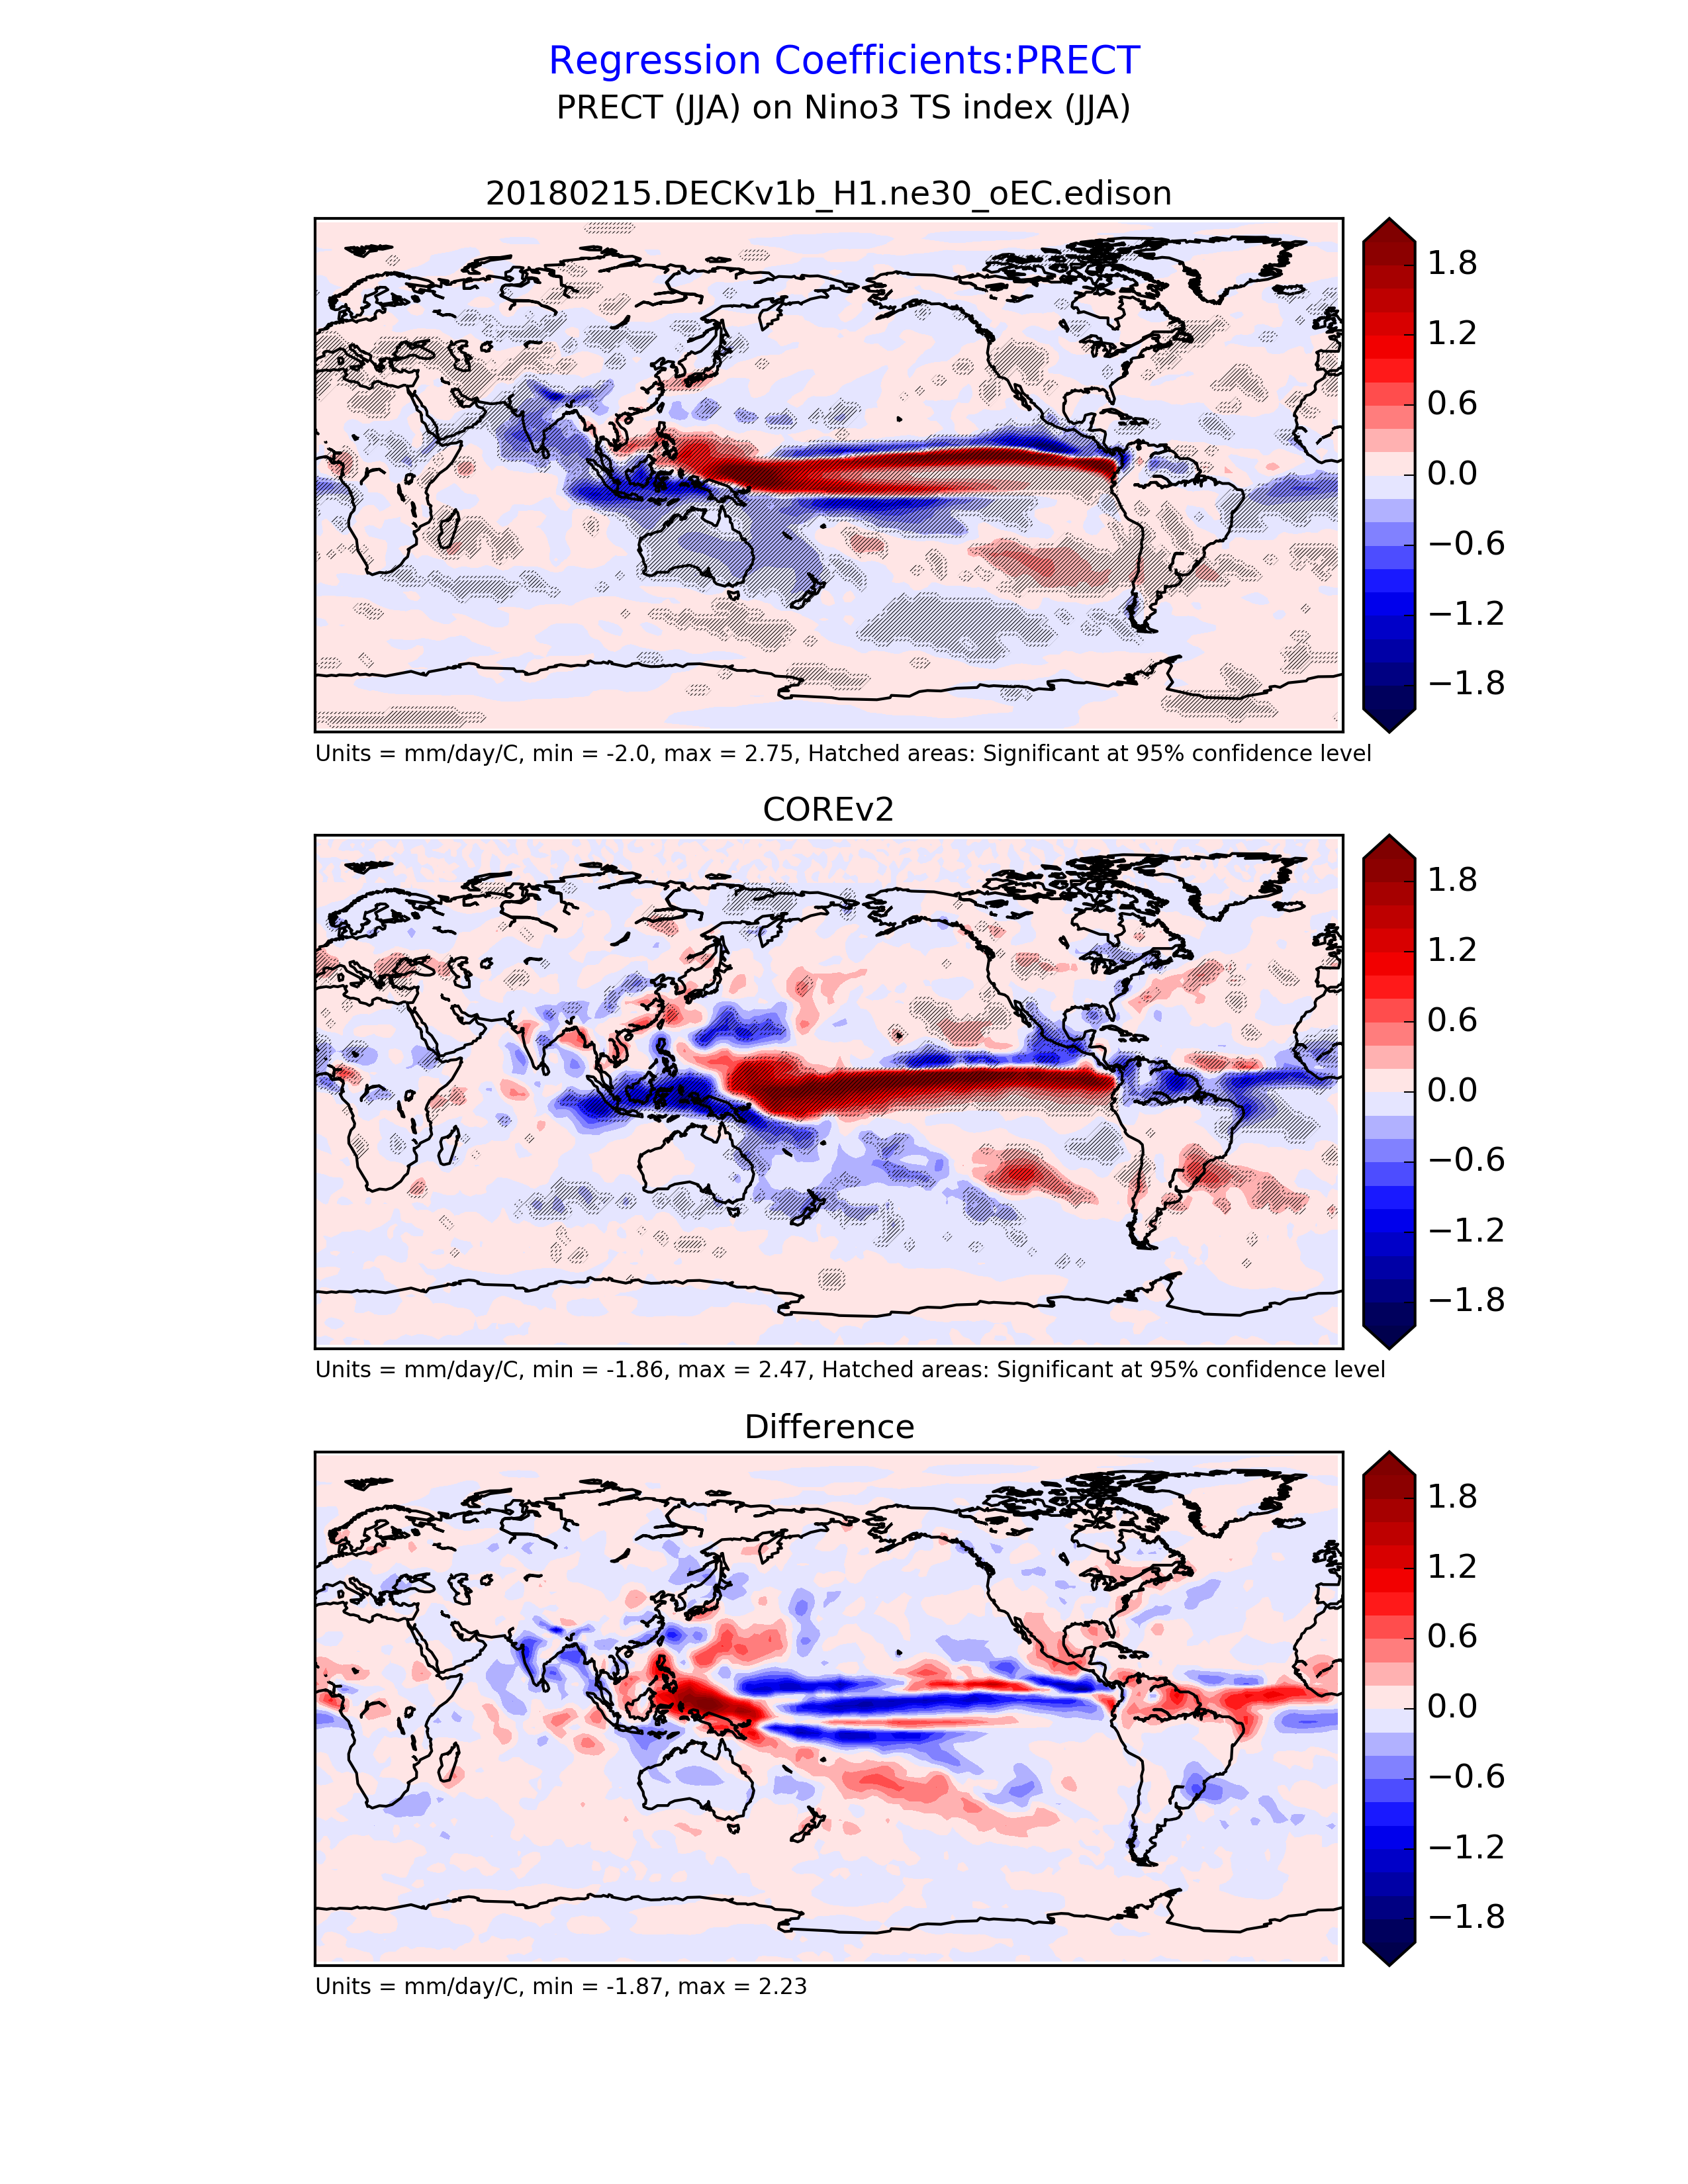 Regression Coefficients:PRECT
PRECT (JJA) on Nino3 TS index (JJA)
20180215.DECKv1b_H1.ne30_oEC.edison
1.8
1.2
0.6
0.0
−0.6
−1.2
−1.8
Units = mm/day/C, min = -2.0, max = 2.75, Hatched areas: Significant at 95% confidence level
COREv2
1.8
1.2
0.6
0.0
−0.6
−1.2
−1.8
Units = mm/day/C, min = -1.86, max = 2.47, Hatched areas: Significant at 95% confidence level
Difference
1.8
1.2
0.6
0.0
−0.6
−1.2
−1.8
Units = mm/day/C, min = -1.87, max = 2.23